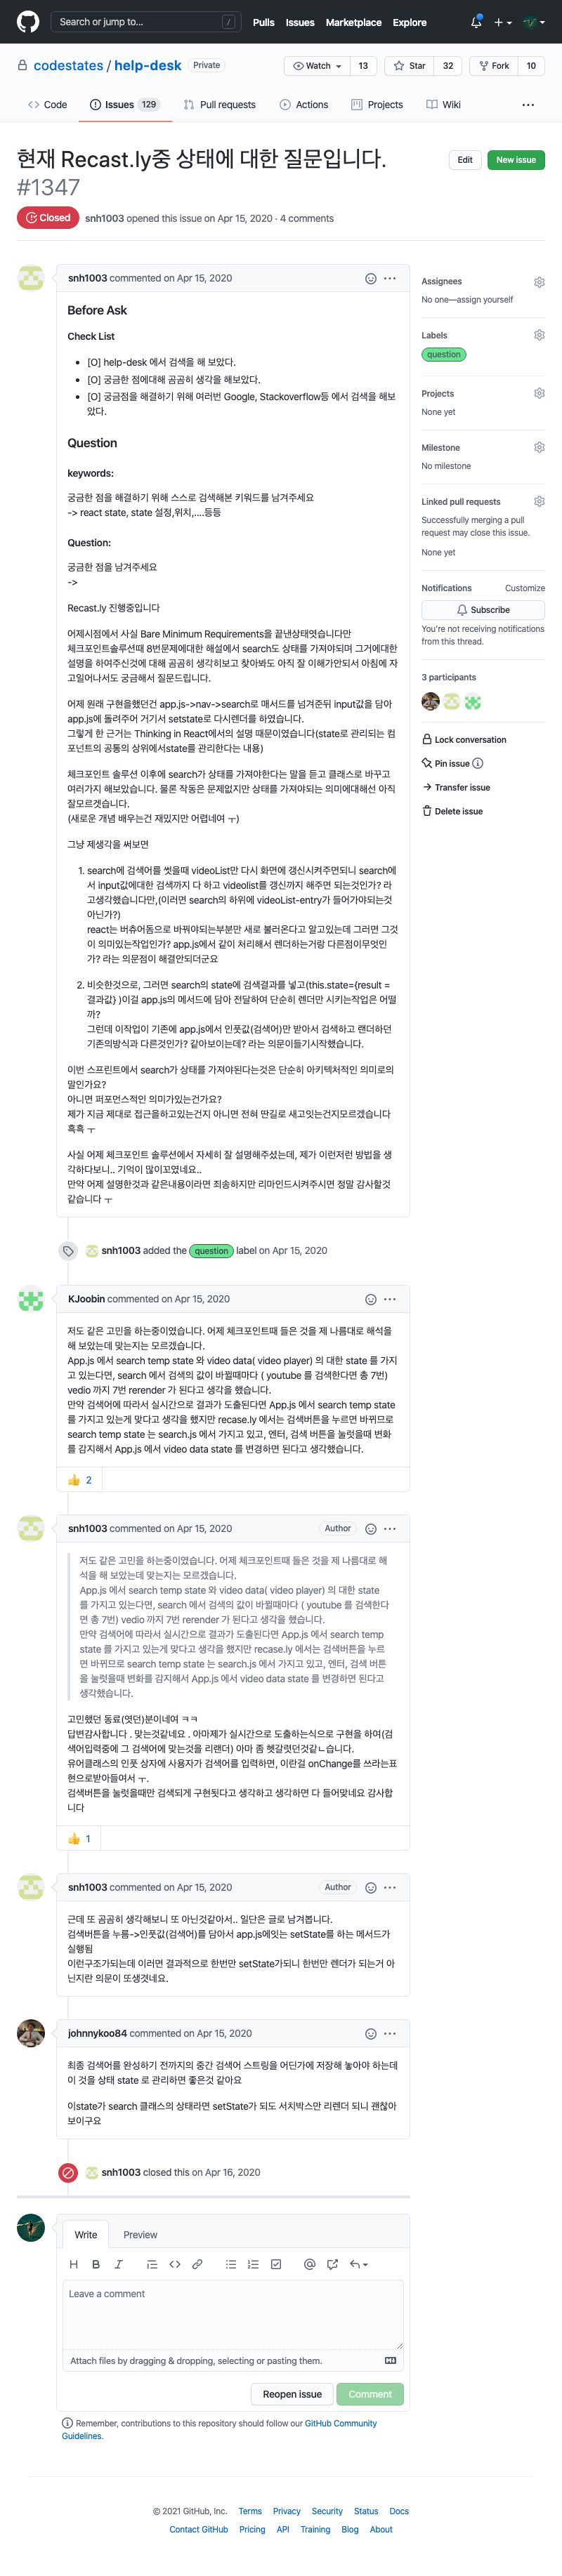 Search or jump to...
/
Pulls Issues Marketplace Explore
codestates / help-desk Private
Watch 13 Star 32 Fork 10
Code Issues 129 Pull requests Actions Projects Wiki
현재 Recast.ly중 상태에 대한 질문입니다.
#1347
Edit New issue
Closed snh1003 opened this issue on Apr 15, 2020 · 4 comments
snh1003 commented on Apr 15, 2020
Before Ask
Check List
[O] help-desk 에서 검색을 해 보았다.
[O] 궁금한 점에대해 곰곰히 생각을 해보았다.
[O] 궁금점을 해결하기 위해 여러번 Google, Stackoverflow등 에서 검색을 해보
았다.
Question
keywords:
궁금한 점을 해결하기 위해 스스로 검색해본 키워드를 남겨주세요
-> react state, state 설정,위치,....등등
Question:
궁금한 점을 남겨주세요
->
Recast.ly 진행중입니다
어제시점에서 사실 Bare Minimum Requirements을 끝낸상태엿습니다만
체크포인트솔루션때 8번문제에대한 해설에서 search도 상태를 가져야되며 그거에대한
설명을 하여주신것에 대해 곰곰히 생각히보고 찾아봐도 아직 잘 이해가안되서 아침에 자
고일어나서도 궁금해서 질문드립니다.
어제 원래 구현을했던건 app.js->nav->search로 매서드를 넘겨준뒤 input값을 담아
app.js에 돌려주어 거기서 setstate로 다시렌더를 하였습니다.
그렇게 한 근거는 Thinking in React에서의 설명 때문이였습니다(state로 관리되는 컴
포넌트의 공통의 상위에서state를 관리한다는 내용)
체크포인트 솔루션 이후에 search가 상태를 가져야한다는 말을 듣고 클래스로 바꾸고
여러가지 해보았습니다. 물론 작동은 문제없지만 상태를 가져야되는 의미에대해선 아직
잘모르겟습니다.
(새로운 개념 배우는건 재밌지만 어렵네여 ㅜ)
그냥 제생각을 써보면
1. search에 검색어를 썻을때 videoList만 다시 화면에 갱신시켜주면되니 search에
서 input값에대한 검색까지 다 하고 videolist를 갱신까지 해주면 되는것인가? 라
고생각했습니다만,(이러면 search의 하위에 videoList-entry가 들어가야되는것
아닌가?)
react는 버츄어돔으로 바꿔야되는부분만 새로 불러온다고 알고있는데 그러면 그것
이 의미있는작업인가? app.js에서 같이 처리해서 렌더하는거랑 다른점이무엇인
가? 라는 의문점이 해결안되더군요
2. 비슷한것으로, 그러면 search의 state에 검색결과를 넣고(this.state={result =
결과값} )이걸 app.js의 메서드에 담아 전달하여 단순히 렌더만 시키는작업은 어떨
까?
그런데 이작업이 기존에 app.js에서 인풋값(검색어)만 받아서 검색하고 랜더하던
기존의방식과 다른것인가? 같아보이는데? 라는 의문이들기시작했습니다.
이번 스프린트에서 search가 상태를 가져야된다는것은 단순히 아키텍처적인 의미로의
말인가요?
아니면 퍼포먼스적인 의미가있는건가요?
제가 지금 제대로 접근을하고있는건지 아니면 전혀 딴길로 새고잇는건지모르겠습니다
흑흑 ㅜ
사실 어제 체크포인트 솔루션에서 자세히 잘 설명해주셨는데, 제가 이런저런 방법을 생
각하다보니.. 기억이 많이꼬였네요..
만약 어제 설명한것과 같은내용이라면 죄송하지만 리마인드시켜주시면 정말 감사할것
같습니다 ㅜ
snh1003 added the question label on Apr 15, 2020
KJoobin commented on Apr 15, 2020
저도 같은 고민을 하는중이였습니다. 어제 체크포인트때 들은 것을 제 나름대로 해석을
해 보았는데 맞는지는 모르겠습니다.
App.js 에서 search temp state 와 video data( video player) 의 대한 state 를 가지
고 있는다면, search 에서 검색의 값이 바뀔때마다 ( youtube 를 검색한다면 총 7번)
vedio 까지 7번 rerender 가 된다고 생각을 했습니다.
만약 검색어에 따라서 실시간으로 결과가 도출된다면 App.js 에서 search temp state
를 가지고 있는게 맞다고 생각을 했지만 recase.ly 에서는 검색버튼을 누르면 바뀌므로
search temp state 는 search.js 에서 가지고 있고, 엔터, 검색 버튼을 눌럿을때 변화
를 감지해서 App.js 에서 video data state 를 변경하면 된다고 생각했습니다.
👍 2
snh1003 commented on Apr 15, 2020 Author
저도 같은 고민을 하는중이였습니다. 어제 체크포인트때 들은 것을 제 나름대로 해
석을 해 보았는데 맞는지는 모르겠습니다.
App.js 에서 search temp state 와 video data( video player) 의 대한 state
를 가지고 있는다면, search 에서 검색의 값이 바뀔때마다 ( youtube 를 검색한다
면 총 7번) vedio 까지 7번 rerender 가 된다고 생각을 했습니다.
만약 검색어에 따라서 실시간으로 결과가 도출된다면 App.js 에서 search temp
state 를 가지고 있는게 맞다고 생각을 했지만 recase.ly 에서는 검색버튼을 누르
면 바뀌므로 search temp state 는 search.js 에서 가지고 있고, 엔터, 검색 버튼
을 눌럿을때 변화를 감지해서 App.js 에서 video data state 를 변경하면 된다고
생각했습니다.
고민했던 동료(엿던)분이네여 ㅋㅋ
답변감사합니다 . 맞는것같네요 . 아마제가 실시간으로 도출하는식으로 구현을 하여(검
색어입력중에 그 검색어에 맞는것을 리랜더) 아마 좀 헷갈렷던것같ㄴ습니다.
유어클래스의 인풋 상자에 사용자가 검색어를 입력하면, 이란걸 onChange를 쓰라는표
현으로받아들여서 ㅜ.
검색버튼을 눌럿을때만 검색되게 구현됫다고 생각하고 생각하면 다 들어맞네요 감사합
니다
👍 1
snh1003 commented on Apr 15, 2020 Author
근데 또 곰곰히 생각해보니 또 아닌것같아서.. 일단은 글로 남겨봅니다.
검색버튼을 누름->인풋값(검색어)를 담아서 app.js에잇는 setState를 하는 메서드가
실행됨
이런구조가되는데 이러면 결과적으로 한번만 setState가되니 한번만 렌더가 되는거 아
닌지란 의문이 또생것네요.
johnnykoo84 commented on Apr 15, 2020
최종 검색어를 완성하기 전까지의 중간 검색어 스트링을 어딘가에 저장해 놓아야 하는데
이 것을 상태 state 로 관리하면 좋은것 같아요
이state가 search 클래스의 상태라면 setState가 되도 서치박스만 리렌더 되니 괜찮아
보이구요
snh1003 closed this on Apr 16, 2020
Assignees
No one—assign yourself
Labels
question
Projects
None yet
Milestone
No milestone
Linked pull requests
Successfully merging a pull
request may close this issue.
None yet
Notifications Customize
Subscribe
You're not receiving notifications
from this thread.
3 participants
Lock conversation
Pin issue
Transfer issue
Delete issue
Write Preview
Leave a comment
Attach files by dragging & dropping, selecting or pasting them.
Reopen issue Comment
Remember, contributions to this repository should follow our GitHub Community
Guidelines.
© 2021 GitHub, Inc. Terms Privacy Security Status Docs
Contact GitHub Pricing API Training Blog About